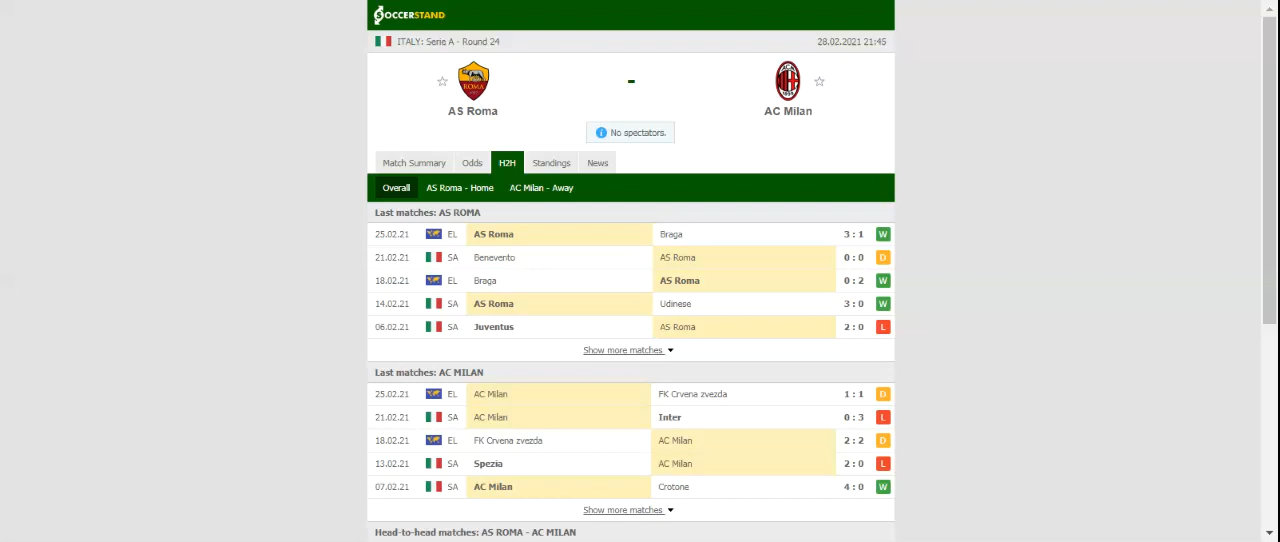 SOCCERSTAND
ITALY: Serie A - Round 24 28.02.2021 21:45
AS Roma - AC Milan
No spectators.
Match Summary Odds H2H Standings News
Overall AS Roma - Home AC Milan - Away
Last matches: AS ROMA
25.02.21 EL AS Roma Braga 3 : 1 W
21.02.21 SA Benevento AS Roma 0 : 0 D
18.02.21 EL Braga AS Roma 0 : 2 W
14.02.21 SA AS Roma Udinese 3 : 0 W
06.02.21 SA Juventus AS Roma 2 : 0 L
Show more matches
Last matches: AC MILAN
25.02.21 EL AC Milan FK Crvena zvezda 1 : 1 D
21.02.21 SA AC Milan Inter 0 : 3 L
18.02.21 EL FK Crvena zvezda AC Milan 2 : 2 D
13.02.21 SA Spezia AC Milan 2 : 0 L
07.02.21 SA AC Milan Crotone 4 : 0 W
Show more matches
Head-to-head matches: AS ROMA - AC MILAN